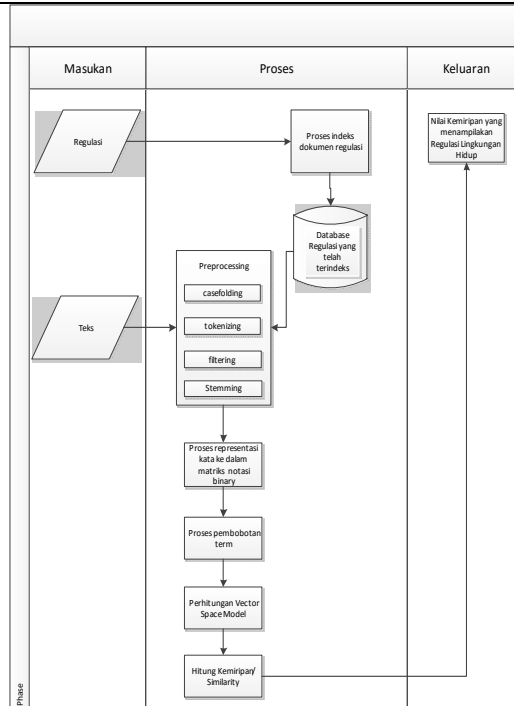 Masukan
Proses
Keluaran
Regulasi
Proses indeks
dokumen regulasi
Nilai Kemiripan yang
menampilakan
Regulasi Lingkungan
Hidup
Database
Regulasi yang
telah
terindeks
Preprocessing
casefolding
tokenizing
filtering
Stemming
Teks
Proses representasi
kata ke dalam
matriks notasi
binary
Proses pembobotan
term
Perhitungan Vector
Space Model
Hitung Kemiripan/
Similarity
Phase